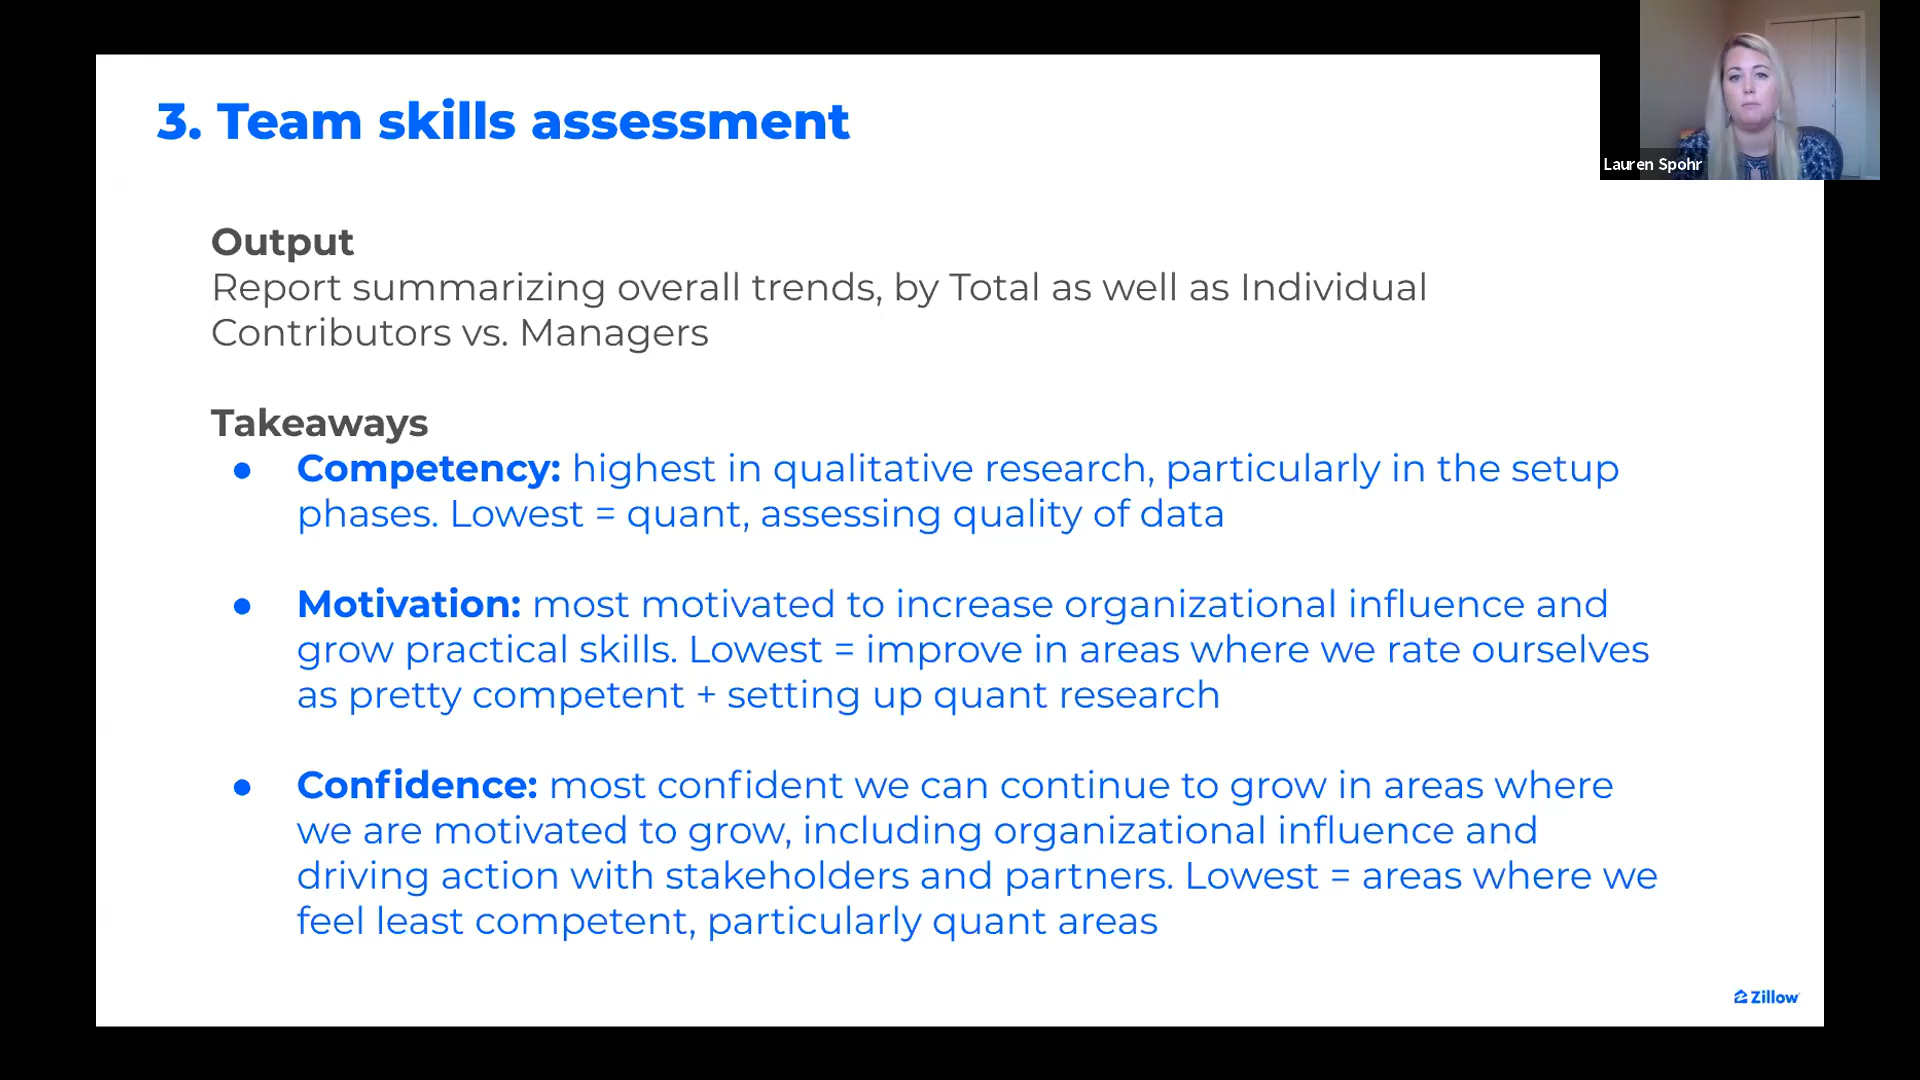 3. Team skills assessment
Lauren Spohr
Output
Report summarizing overall trends, by Total as well as Individual
Contributors vs. Managers
Takeaways
● Competency: highest in qualitative research, particularly in the setup
phases. Lowest = quant, assessing quality of data
● Motivation: most motivated to increase organizational influence and
grow practical skills. Lowest = improve in areas where we rate ourselves
as pretty competent + setting up quant research
● Confidence: most confident we can continue to grow in areas where
we are motivated to grow, including organizational influence and
driving action with stakeholders and partners. Lowest = areas where we
feel least competent, particularly quant areas
Zillow